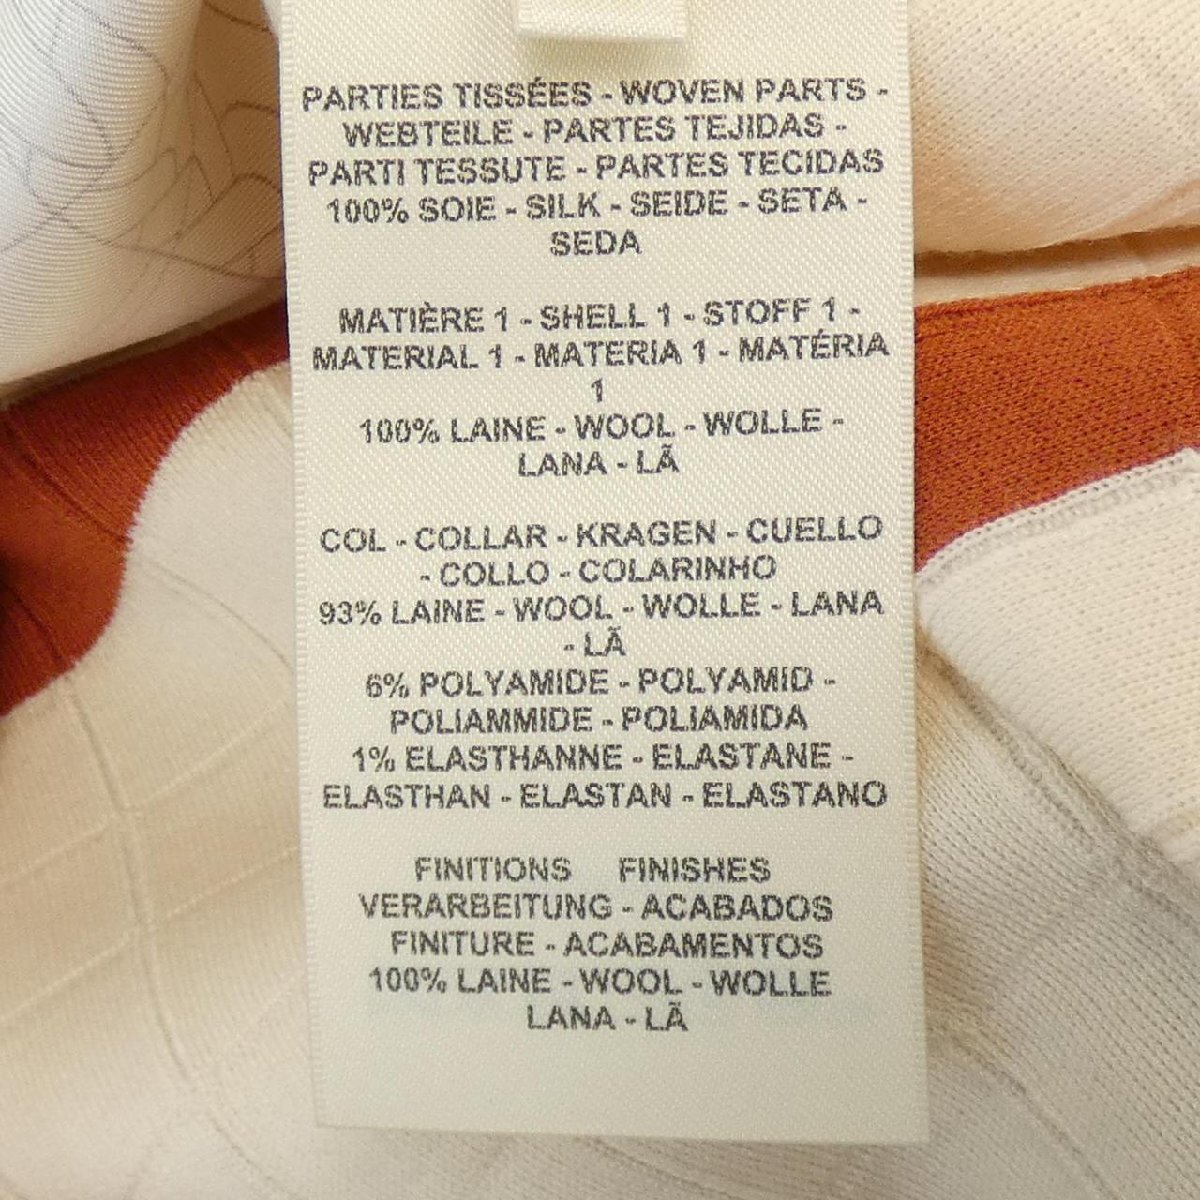 PARTIES TISSÉES - WOVEN PARTS -
WEBTEILE - PARTES TEJIDAS -
PARTI TESSUTE - PARTES TECIDAS
100% SOIE - SILK - SEIDE - SETA -
SEDA
MATIÈRE 1 - SHELL 1 - STOFF 1 -
MATERIAL 1 - MATERIA 1 - MATÉRIA
1
100% LAINE - WOOL - WOLLE -
LANA - LÃ
COL - COLLAR - KRAGEN - CUELLO
- COLLO - COLARINHO
93% LAINE - WOOL - WOLLE - LANA
- LÃ
6% POLYAMIDE - POLYAMID -
POLIAMMIDE - POLIAMIDA
1% ELASTHANNE - ELASTANE -
ELASTHAN - ELASTAN - ELASTANO
FINITIONS FINISHES
VERARBEITUNG - ACABADOS
FINITURE - ACABAMENTOS
100% LAINE - WOOL - WOLLE
LANA - LÃ